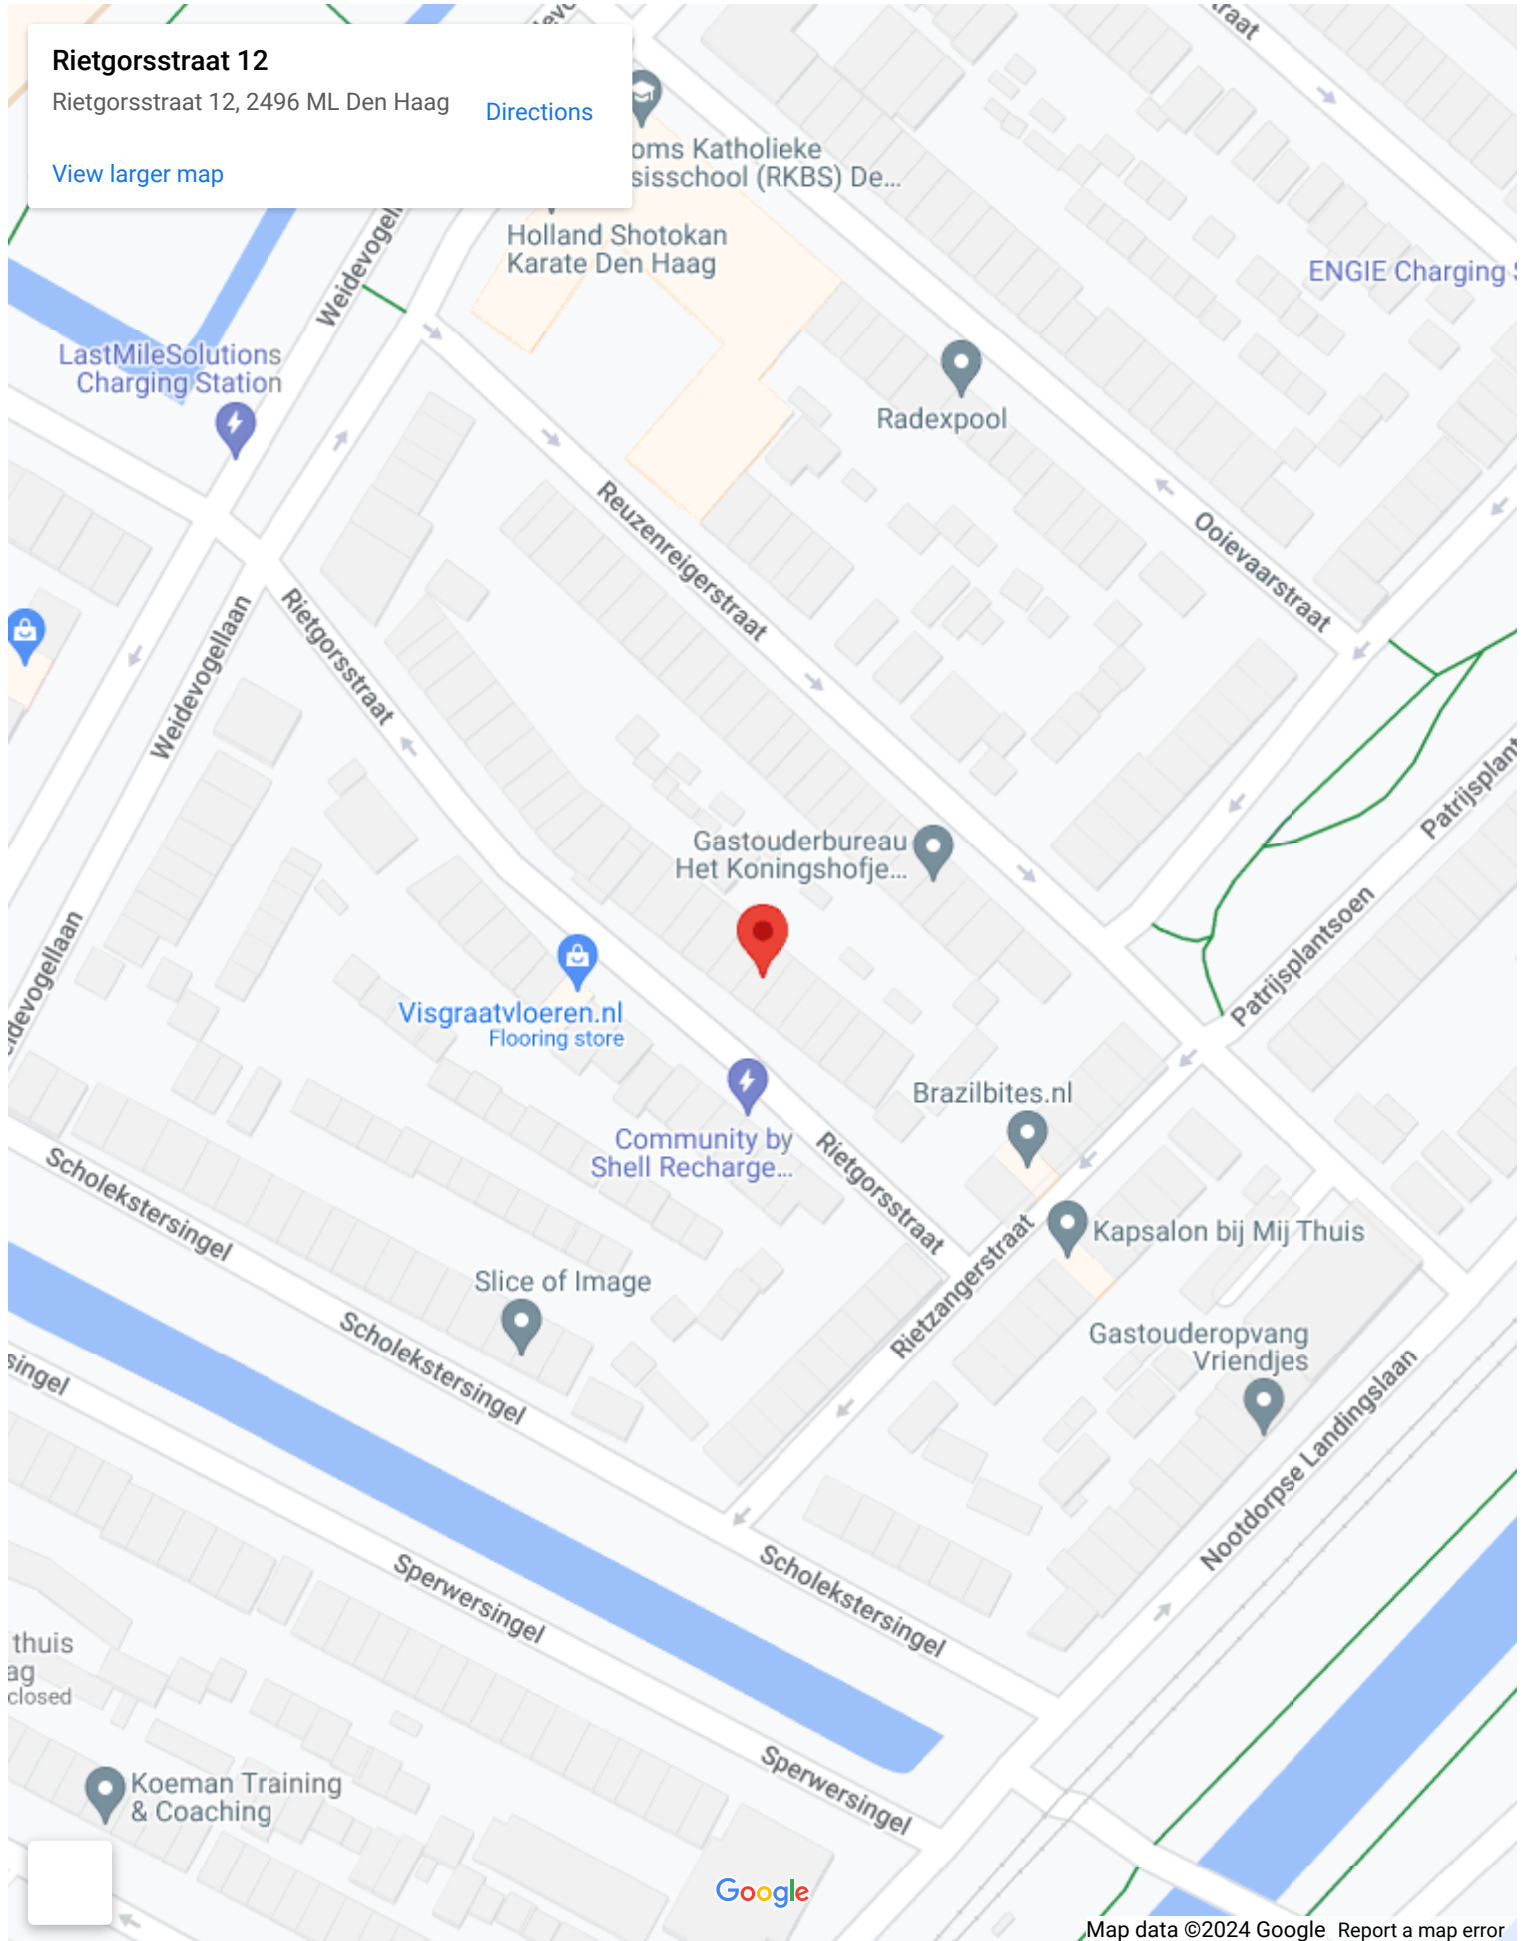 Rietgorsstraat 12
Rietgorsstraat 12, 2496 ML Den Haag
Directions
View larger map
raat
oms Katholieke
sisschool (RKBS) De...
Holland Shotokan
Karate Den Haag
Weidevogell
ENGIE Charging
LastMileSolutions
Charging Station
Radexpool
Reuzenreigerstraat
Ooievaarstraat
Rietgorsstraat
Weidevogellaan
Patrijsplant
Gastouderbureau
Het Koningshofje...
Patrijsplantsoen
idevogellaan
Visgraatvloeren.nl
Flooring store
Brazilbites.nl
Community by
Shell Recharge...
Rietgorsstraat
Scholekstersingel
Kapsalon bij Mij Thuis
Rietzangerstraat
Slice of Image
Scholekstersingel
Gastouderopvang
Vriendjes
singel
Nootdorpse Landingslaan
Sperwersingel
Scholekstersingel
thuis
ag
closed
Sperwersingel
Koeman Training
& Coaching
Google
Map data ©2024 Google
Report a map error